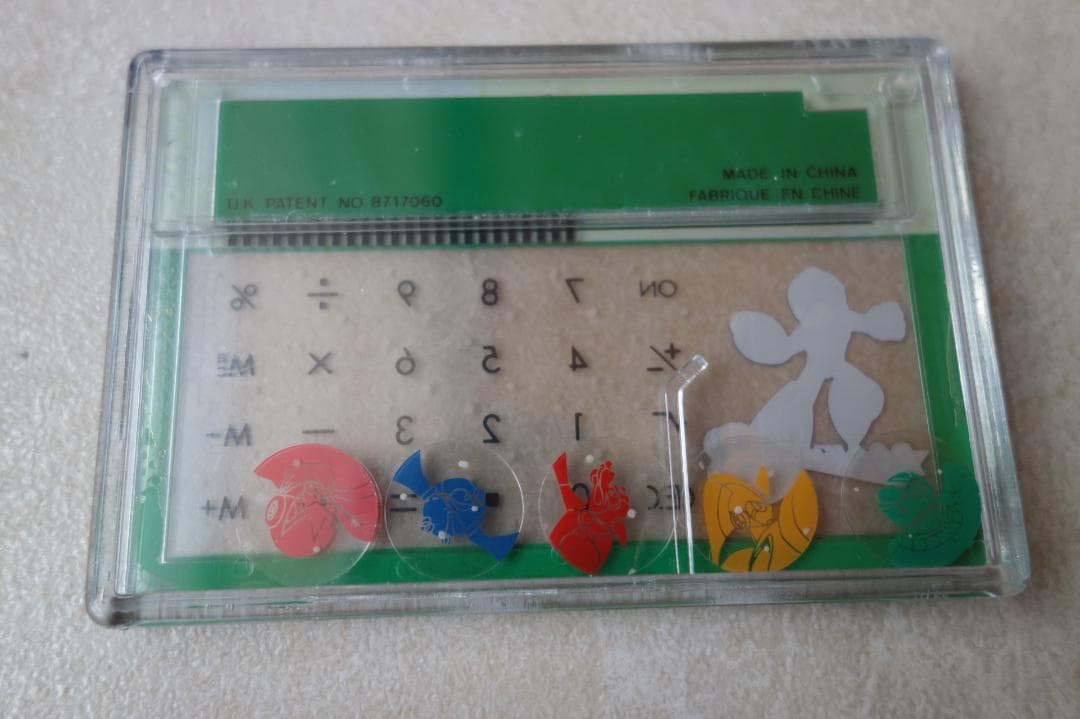 MADE IN CHINA
U.K PATENT NO 8717060 FABRIQUE EN CHINE
ON 7 8 9 ÷ %
+/− 4 5 6 ×
1 2 3 − M−
0 = M+